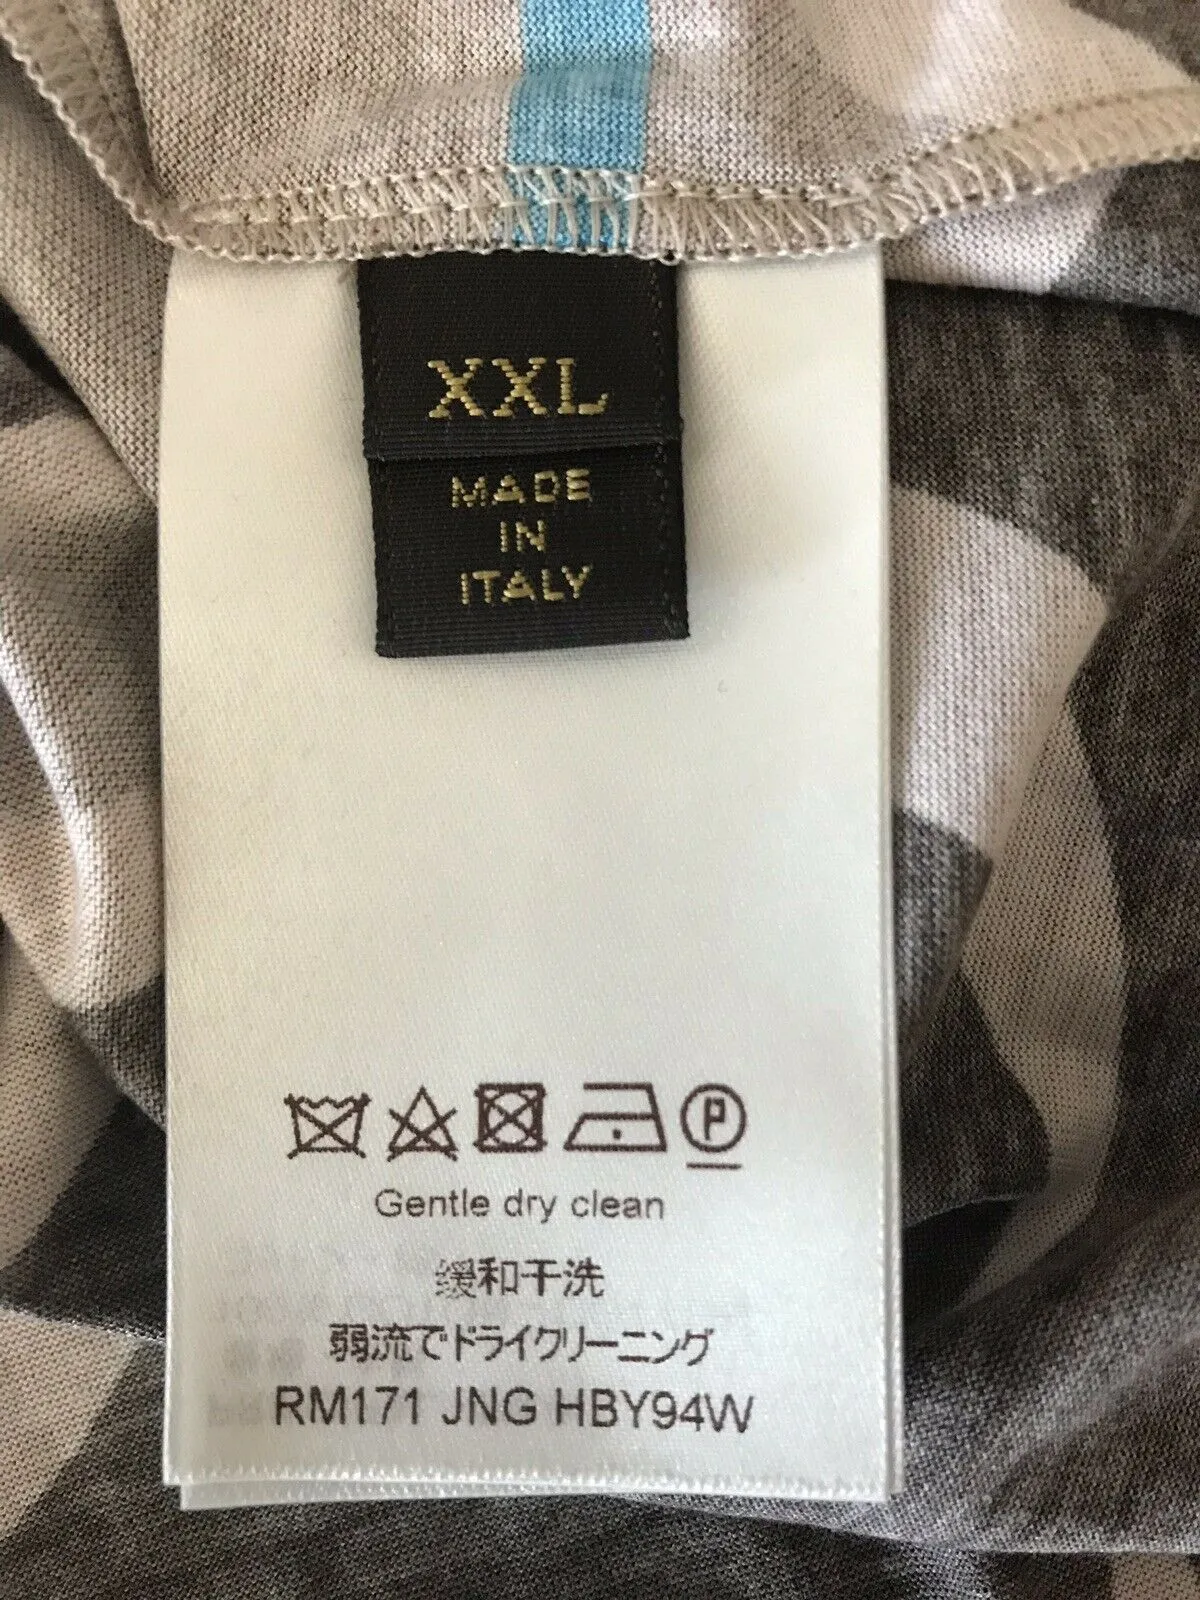 XXL
MADE
IN
ITALY
P
Gentle dry clean
缓和干洗
弱流でドライクリーニング
RM171 JNG HBY94W